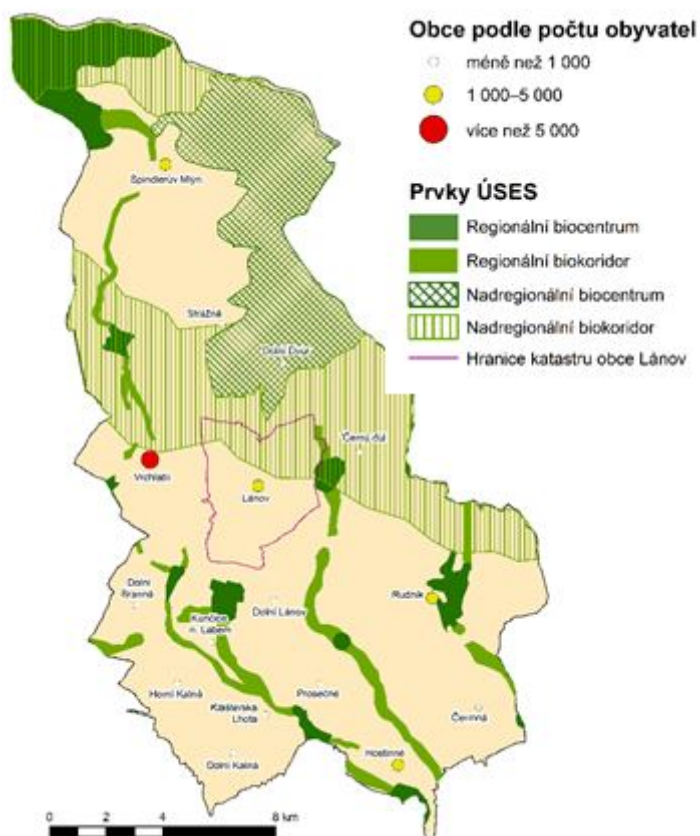 Obce podle počtu obyvatel
méně než 1 000
1 000–5 000
více než 5 000
Prvky ÚSES
Regionální biocentrum
Regionální biokoridor
Nadregionální biocentrum
Nadregionální biokoridor
Hranice katastru obce Lánov
Špindlerův Mlýn
Strážné
Dolní Dvůr
Černý důl
Vrchlabí
Lánov
Dolní
Branná
Kunčice
n. Labem
Dolní Lánov
Rudník
Horní Kalná
Klášterská
Lhota
Prosečné
Čermná
Dolní Kalná
Hostinné
0 2 4 8 km